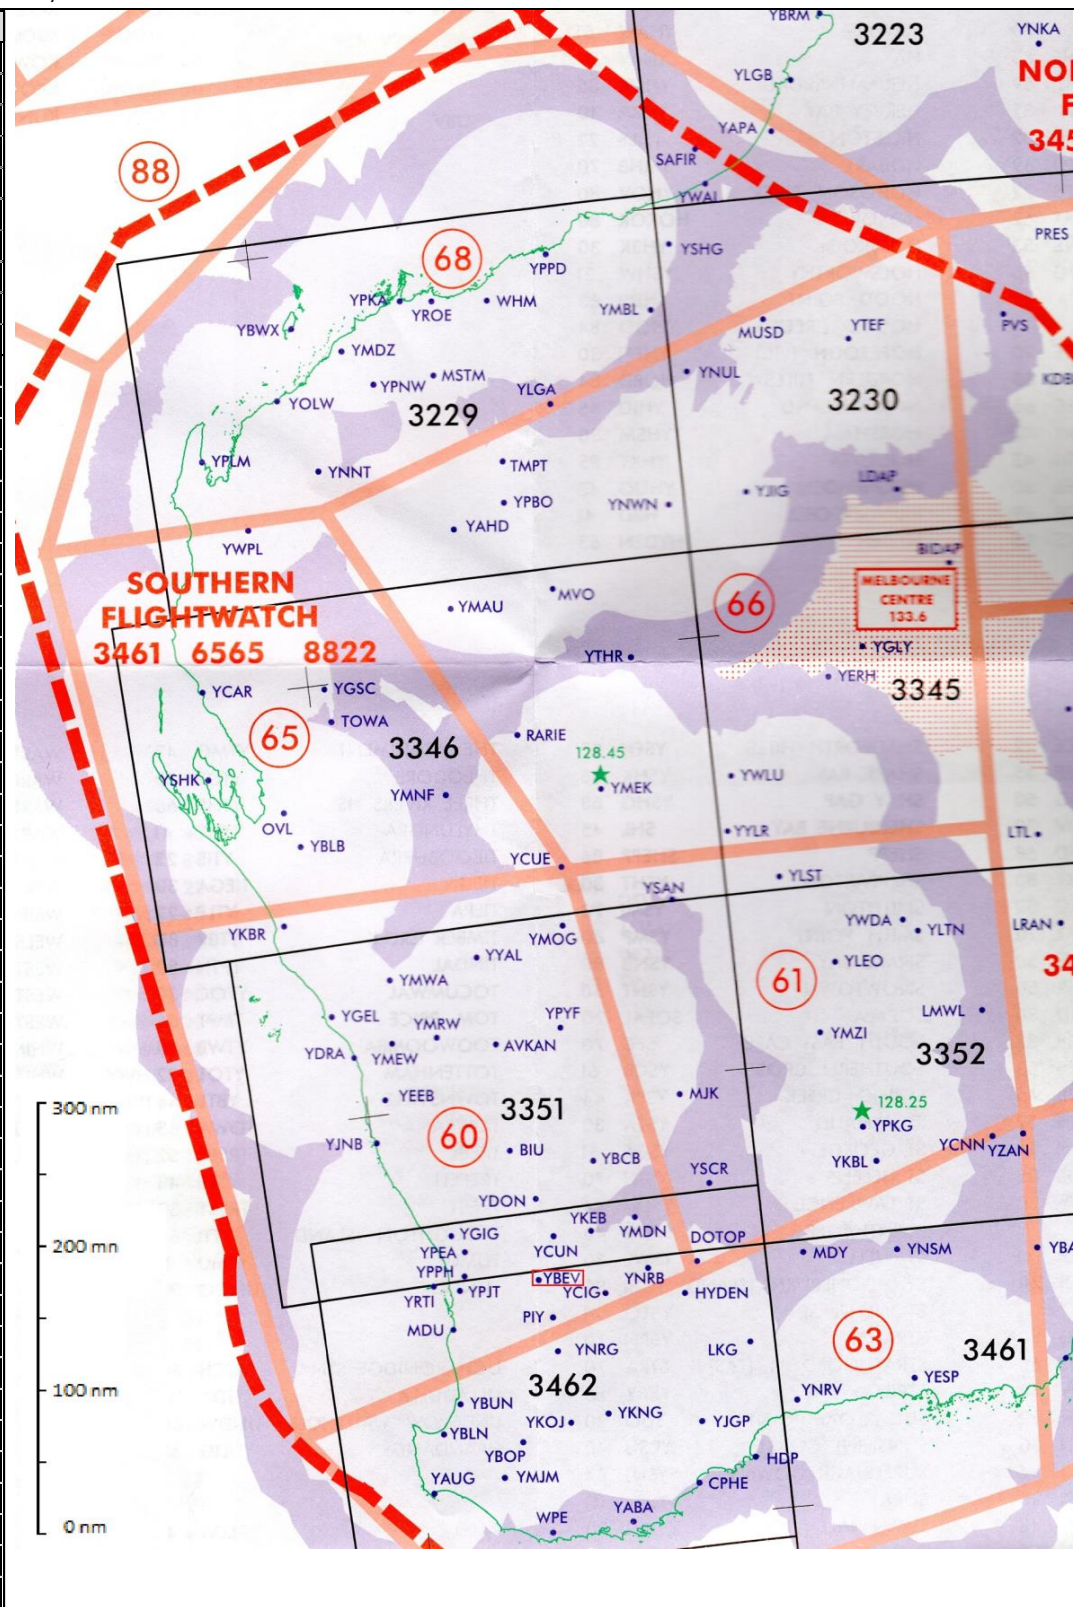 YBRM
3223
YNKA
YLGB
NO
F
345
YAPA
SAFIR
88
YWAL
PRES
YSHG
68
YPPD
YPKA
YROE
WHM
YMBL
YBWX
MUSD
YTEF
PVS
YMDZ
MSTM
YPNW
YLGA
YNUL
KDB
YOLW
3229
3230
YPLM
YNNT
TMPT
YPBO
YNWN
YJIG
LDAP
YAHD
YWPL
BIDAP
SOUTHERN
FLIGHTWATCH
3461 6565 8822
MELBOURNE
CENTRE
133.6
MVO
YMAU
66
YTHR
YGLY
YERH
3345
YCAR
YGSC
TOWA
65
3346
RARIE
128.45
YSHK
YMNF
YMEK
YWLU
OVL
YBLB
YYLR
LTL
YCUE
YSAN
YLST
YKBR
YMOG
YWDA
YLTN
LRAN
YYAL
YLEO
34
YMWA
61
YGEL
YMRW
YPYF
LMWL
YMZI
YDRA
YMEW
AVKAN
3352
YEEB
3351
MJK
128.25
300 nm
YPKG
60
YJNB
BIU
YBCB
YCNN
YZAN
YKBL
YSCR
YDON
YKEB
YGIG
YMDN
DOTOP
200 mn
YPEA
YCUN
MDY
YNSM
YBA
YPPH
YBEV
YNRB
YRTI
YPJT
YCIG
HYDEN
PIY
MDU
YNRG
LKG
63
3461
100 nm
3462
YESP
YNRV
YBUN
YKNG
YKOJ
YJGP
YBLN
YBOP
HDP
YAUG
YMJM
CPHE
YABA
WPE
0 nm